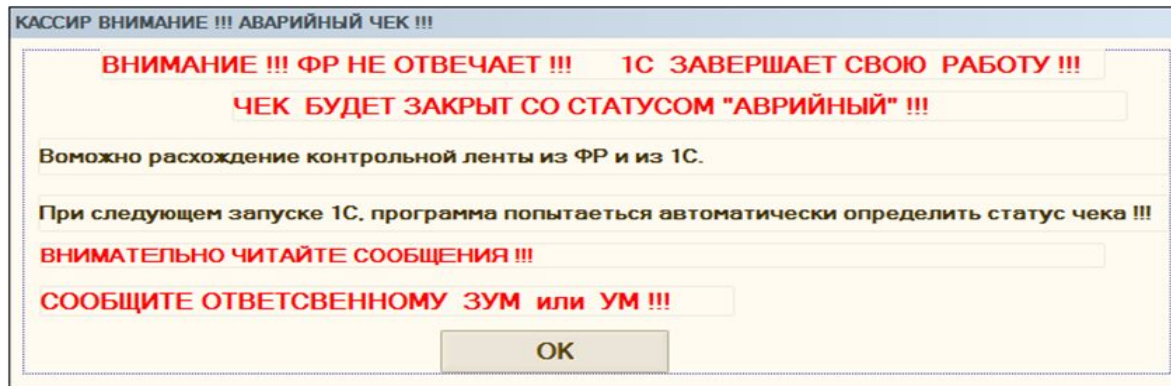 КАССИР ВНИМАНИЕ !!! АВАРИЙНЫЙ ЧЕК !!!
ВНИМАНИЕ !!! ФР НЕ ОТВЕЧАЕТ !!! 1С ЗАВЕРШАЕТ СВОЮ РАБОТУ !!!
ЧЕК БУДЕТ ЗАКРЫТ СО СТАТУСОМ "АВРИЙНЫЙ" !!!
Воможно расхождение контрольной ленты из ФР и из 1С.
При следующем запуске 1С, программа попытаеться автоматически определить статус чека !!!
ВНИМАТЕЛЬНО ЧИТАЙТЕ СООБЩЕНИЯ !!!
СООБЩИТЕ ОТВЕТСВЕННОМУ ЗУМ или УМ !!!
OK